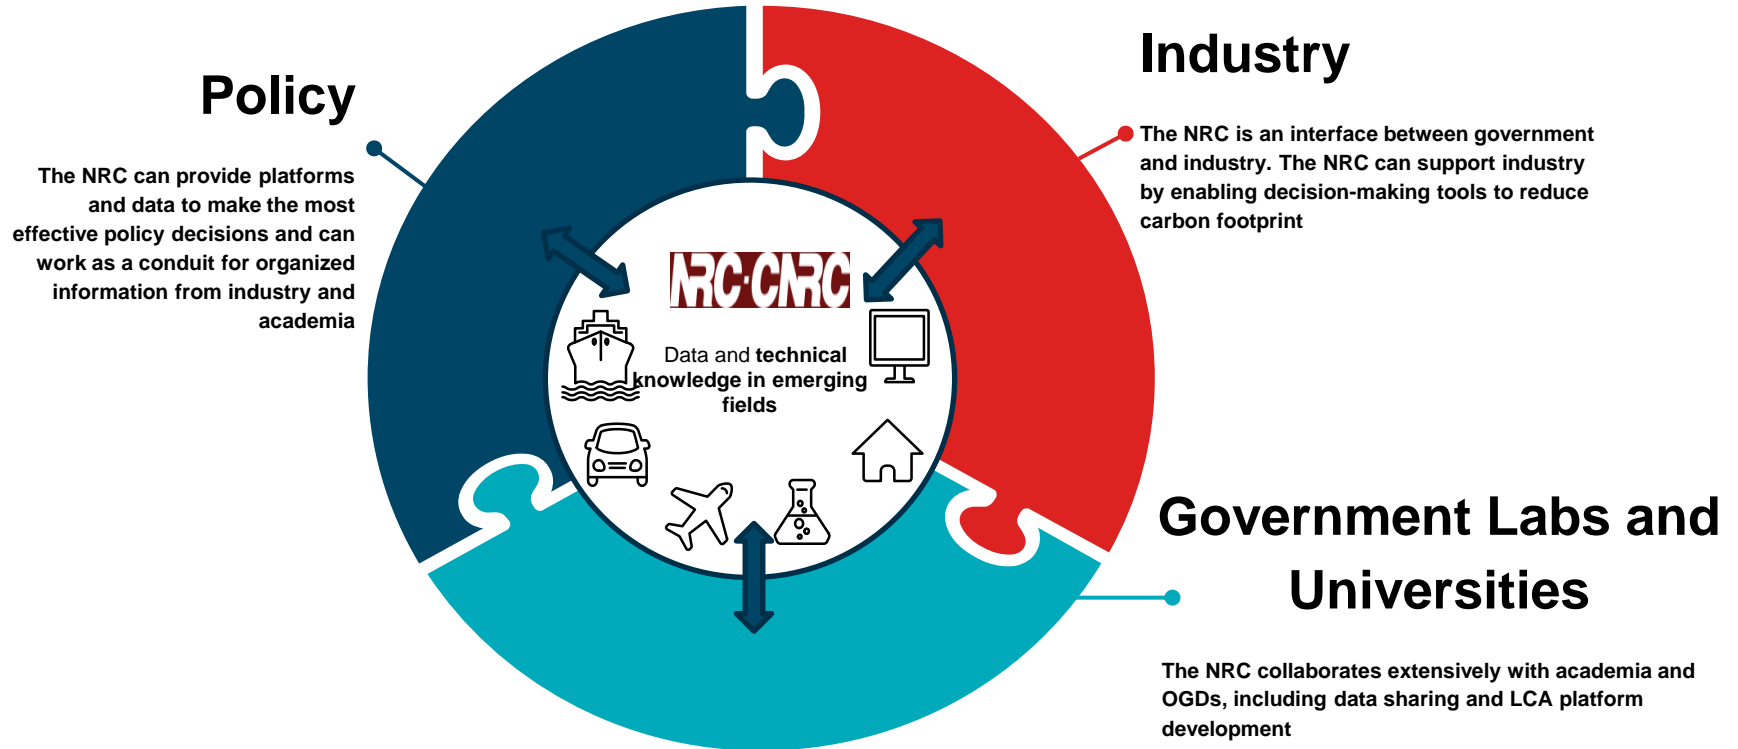 Policy
The NRC can provide platforms
and data to make the most
effective policy decisions and can
work as a conduit for organized
information from industry and
academia
Industry
The NRC is an interface between government
and industry. The NRC can support industry
by enabling decision-making tools to reduce
carbon footprint
NRC·CNRC
Data and technical
knowledge in emerging
fields
Government Labs and
Universities
The NRC collaborates extensively with academia and
OGDs, including data sharing and LCA platform
development